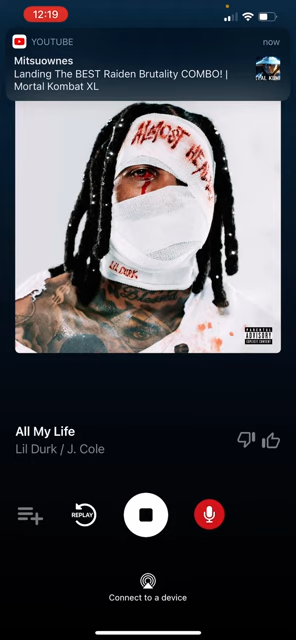 12:19
YOUTUBE
now
Mitsuownes
Landing The BEST Raiden Brutality COMBO! |
Mortal Kombat XL
ALMOST HEAL
LIL DURK
PARENTAL
ADVISORY
EXPLICIT CONTENT
All My Life
Lil Durk / J. Cole
REPLAY
Connect to a device